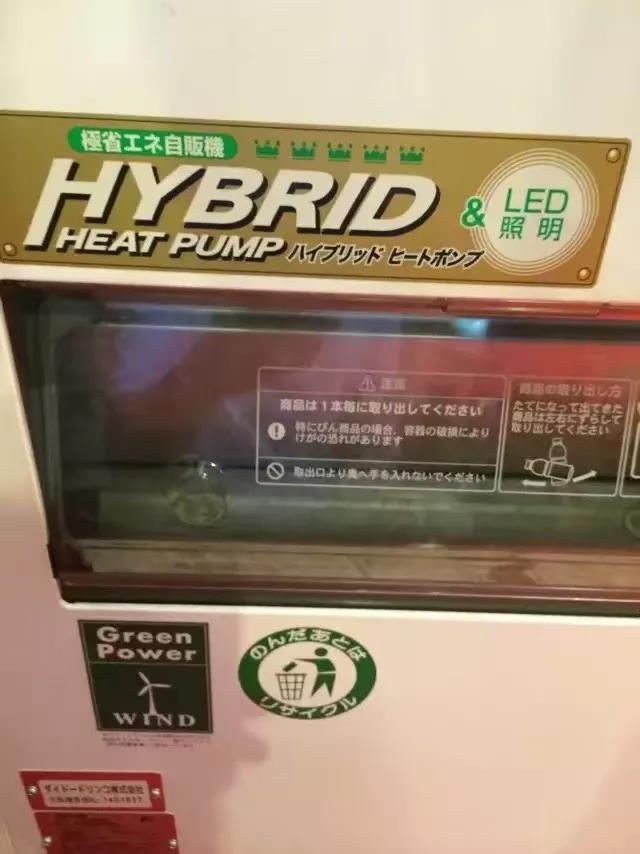 極省エネ自販機
HYBRID
HEAT PUMP ハイブリッド ヒートポンプ
&
LED
照明
注意
商品は1本毎に取り出してください
特にびん商品の場合、容器の破損により
けがの恐れがあります
取出口より奥へ手を入れないでください
商品の取り出し方
たてになって出てきた
商品は左右にずらして
取り出してください
Green
Power
WIND
のんだあとは
リサイクル
ダイドードリンコ株式会社